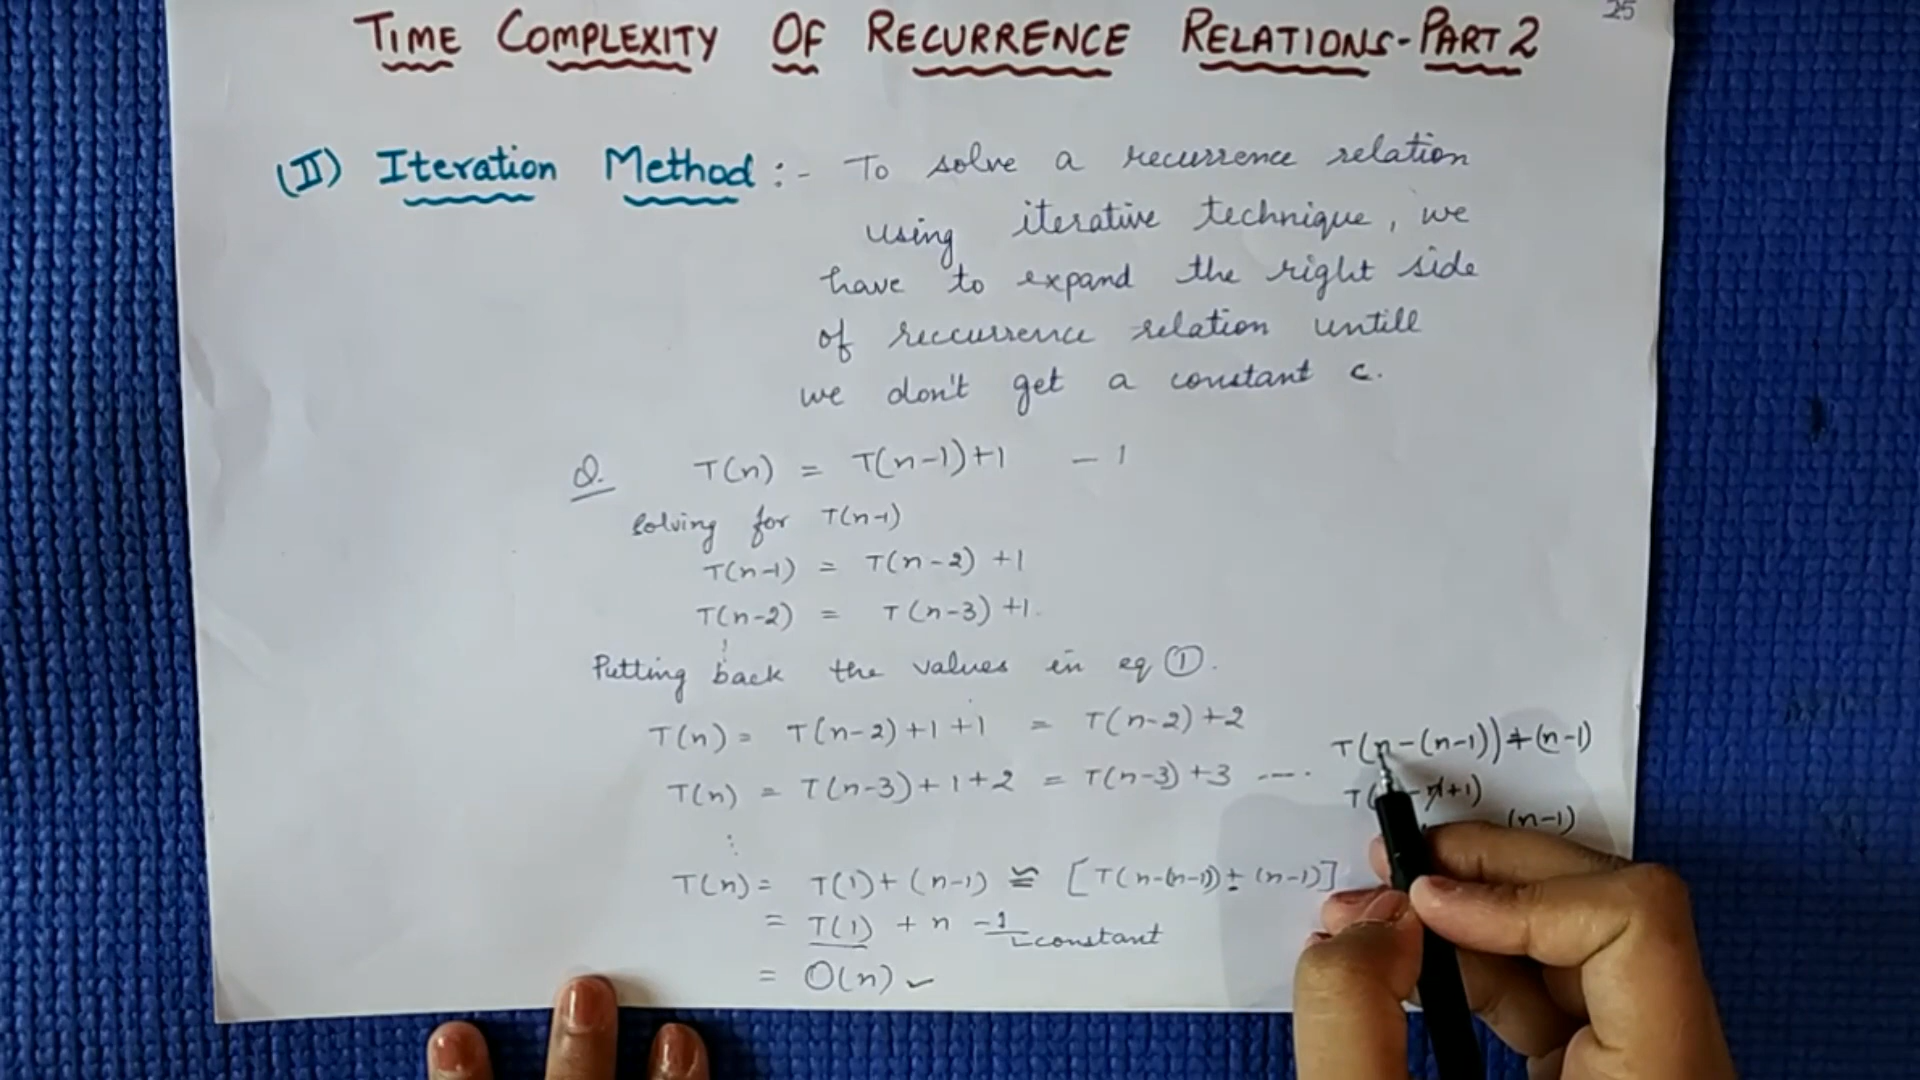 25
TIME COMPLEXITY OF RECURRENCE RELATIONS-PART 2
(II) Iteration Method :- To solve a recurrence relation
using iterative technique, we
have to expand the right side
of reccurrence relation untill
we don't get a constant c.
Q. T(n) = T(n-1)+1 - 1
Solving for T(n-1)
T(n-1) = T(n-2) +1
T(n-2) = T(n-3) +1.
Putting back the values in eq ①.
T(n) = T(n-2)+1+1 = T(n-2)+2
T(n) = T(n-3)+1+2 = T(n-3)+3 ----.
T(n-(n-1))+(n-1)
-n+1)
(n-1)
⋮
T(n) = T(1)+(n-1) ≌ [T(n-(n-1))+(n-1)]
= T(1) + n -1 constant
= O(n) ✓